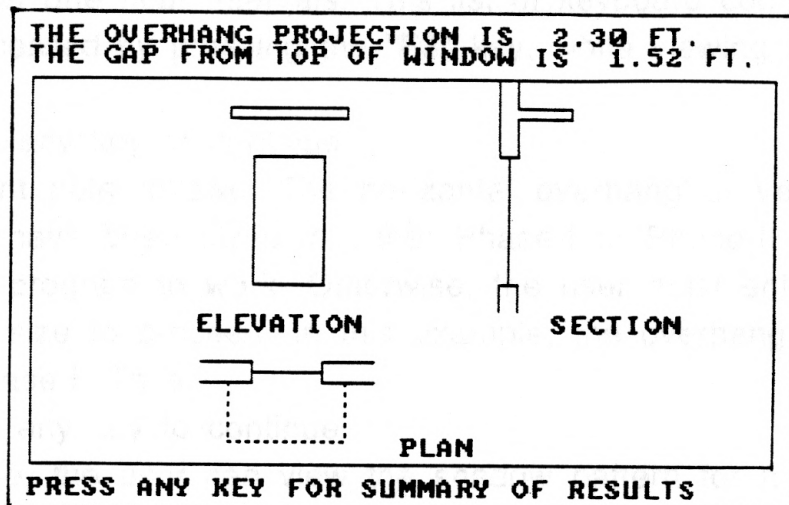 THE OVERHANG PROJECTION IS 2.30 FT.
THE GAP FROM TOP OF WINDOW IS 1.52 FT.
ELEVATION
SECTION
PLAN
PRESS ANY KEY FOR SUMMARY OF RESULTS